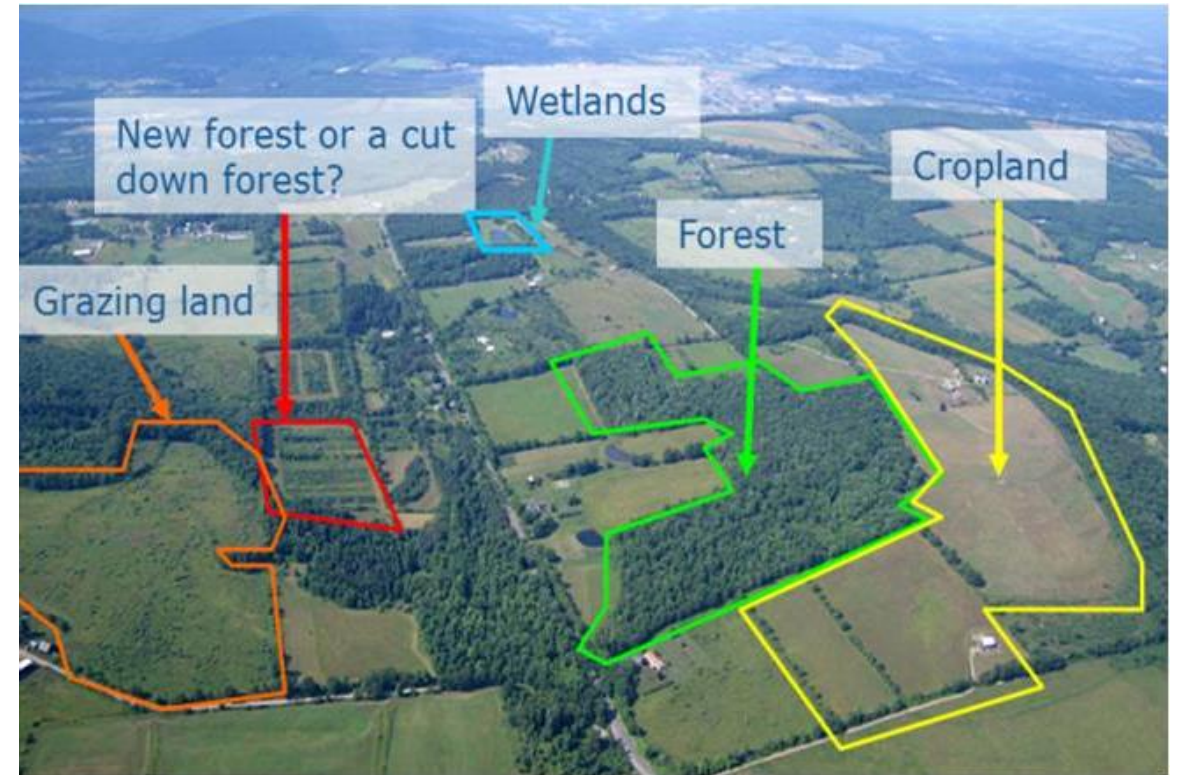 Wetlands
New forest or a cut
down forest?
Cropland
Forest
Grazing land